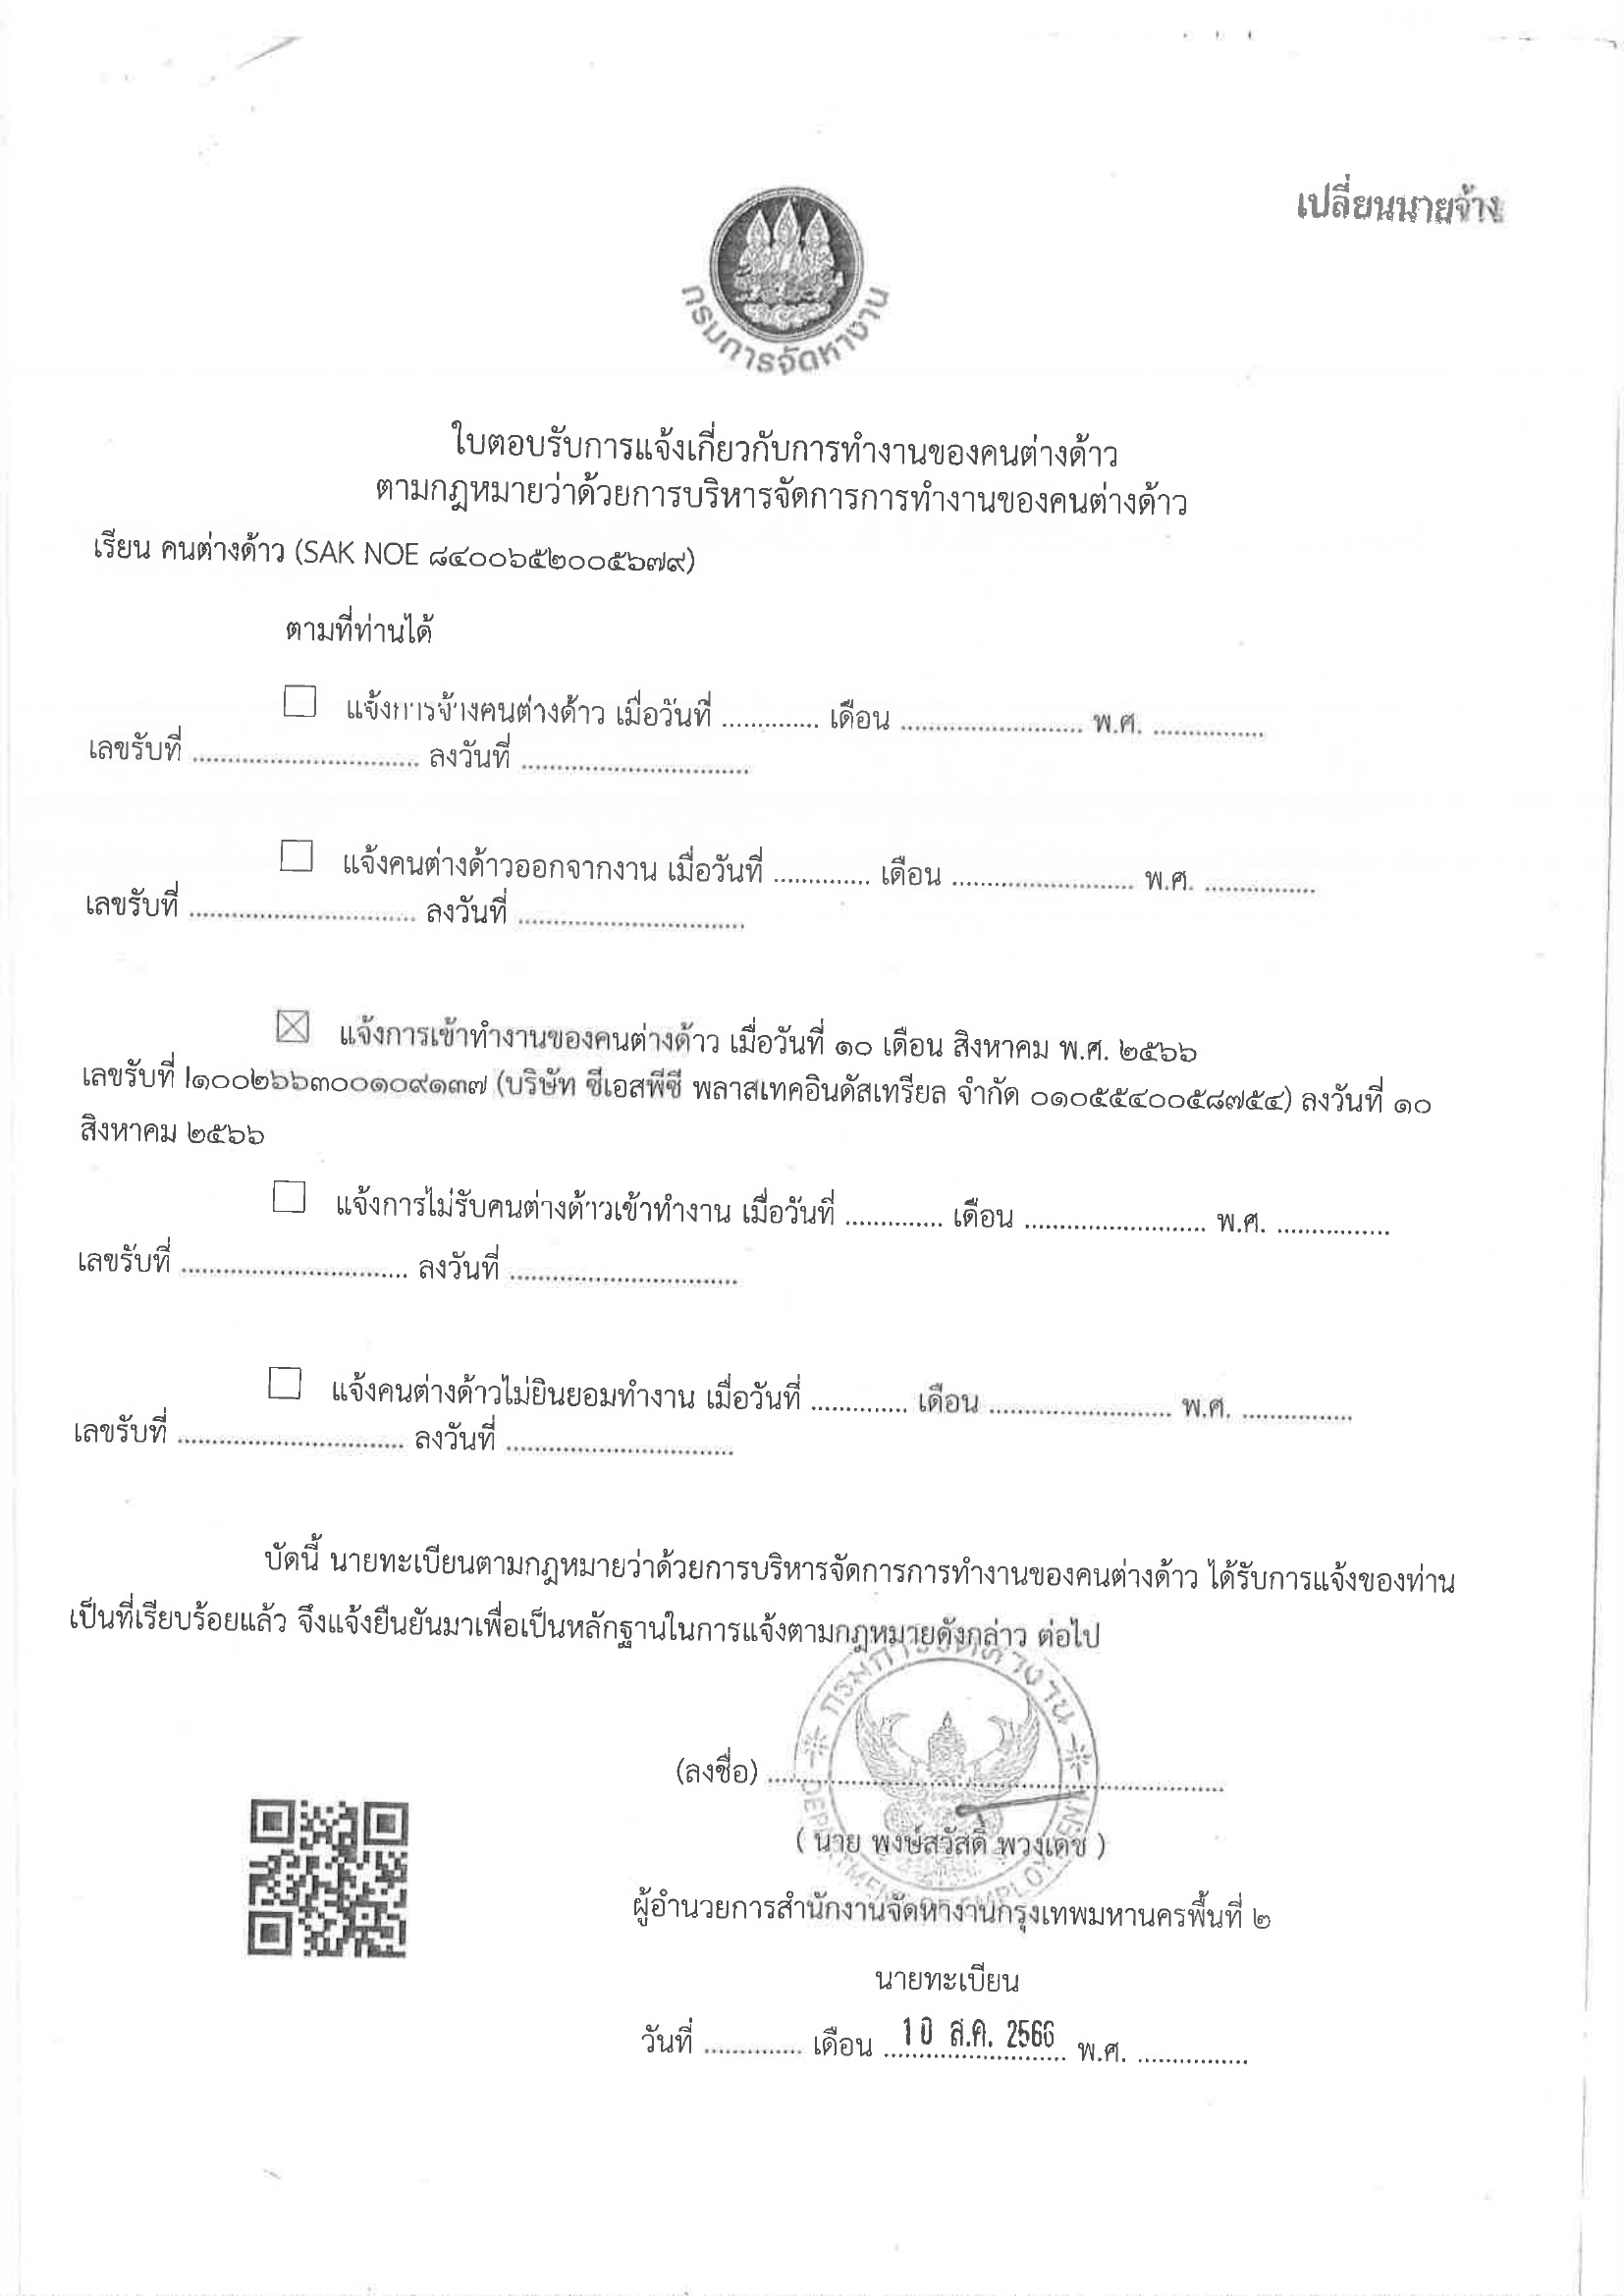 เปลี่ยนนายจ้าง
กรมการจัดหางาน
ใบตอบรับการแจ้งเกี่ยวกับการทำงานของคนต่างด้าว
ตามกฎหมายว่าด้วยการบริหารจัดการการทำงานของคนต่างด้าว
เรียน คนต่างด้าว (SAK NOE ๘๔๐๐๖๕๒๐๐๕๖๗๙)
ตามที่ท่านได้
☐ แจ้งการจ้างคนต่างด้าว เมื่อวันที่ .............. เดือน .......................... พ.ศ. ................
เลขรับที่ ................................ ลงวันที่ ................................
☐ แจ้งคนต่างด้าวออกจากงาน เมื่อวันที่ .............. เดือน .......................... พ.ศ. ................
เลขรับที่ ................................ ลงวันที่ ................................
☒ แจ้งการเข้าทำงานของคนต่างด้าว เมื่อวันที่ ๑๐ เดือน สิงหาคม พ.ศ. ๒๕๖๖
เลขรับที่ I๑๐๐๒๖๖๓๐๐๑๐๙๑๓๗ (บริษัท ซีเอสพีซี พลาสเทคอินดัสเทรียล จำกัด ๐๑๐๕๕๔๐๐๕๘๗๕๔) ลงวันที่ ๑๐
สิงหาคม ๒๕๖๖
☐ แจ้งการไม่รับคนต่างด้าวเข้าทำงาน เมื่อวันที่ .............. เดือน .......................... พ.ศ. ................
เลขรับที่ ................................ ลงวันที่ ................................
☐ แจ้งคนต่างด้าวไม่ยินยอมทำงาน เมื่อวันที่ .............. เดือน .......................... พ.ศ. ................
เลขรับที่ ................................ ลงวันที่ ................................
บัดนี้ นายทะเบียนตามกฎหมายว่าด้วยการบริหารจัดการการทำงานของคนต่างด้าว ได้รับการแจ้งของท่าน
เป็นที่เรียบร้อยแล้ว จึงแจ้งยืนยันมาเพื่อเป็นหลักฐานในการแจ้งตามกฎหมายดังกล่าว ต่อไป
กรมการจัดหางาน
DEPARTMENT OF EMPLOYMENT
(ลงชื่อ) ................................................................
( นาย พงษ์สวัสดิ์ พวงเดช )
ผู้อำนวยการสำนักงานจัดหางานกรุงเทพมหานครพื้นที่ ๒
นายทะเบียน
วันที่ .............. เดือน 10 ส.ค. 2566 พ.ศ. ................